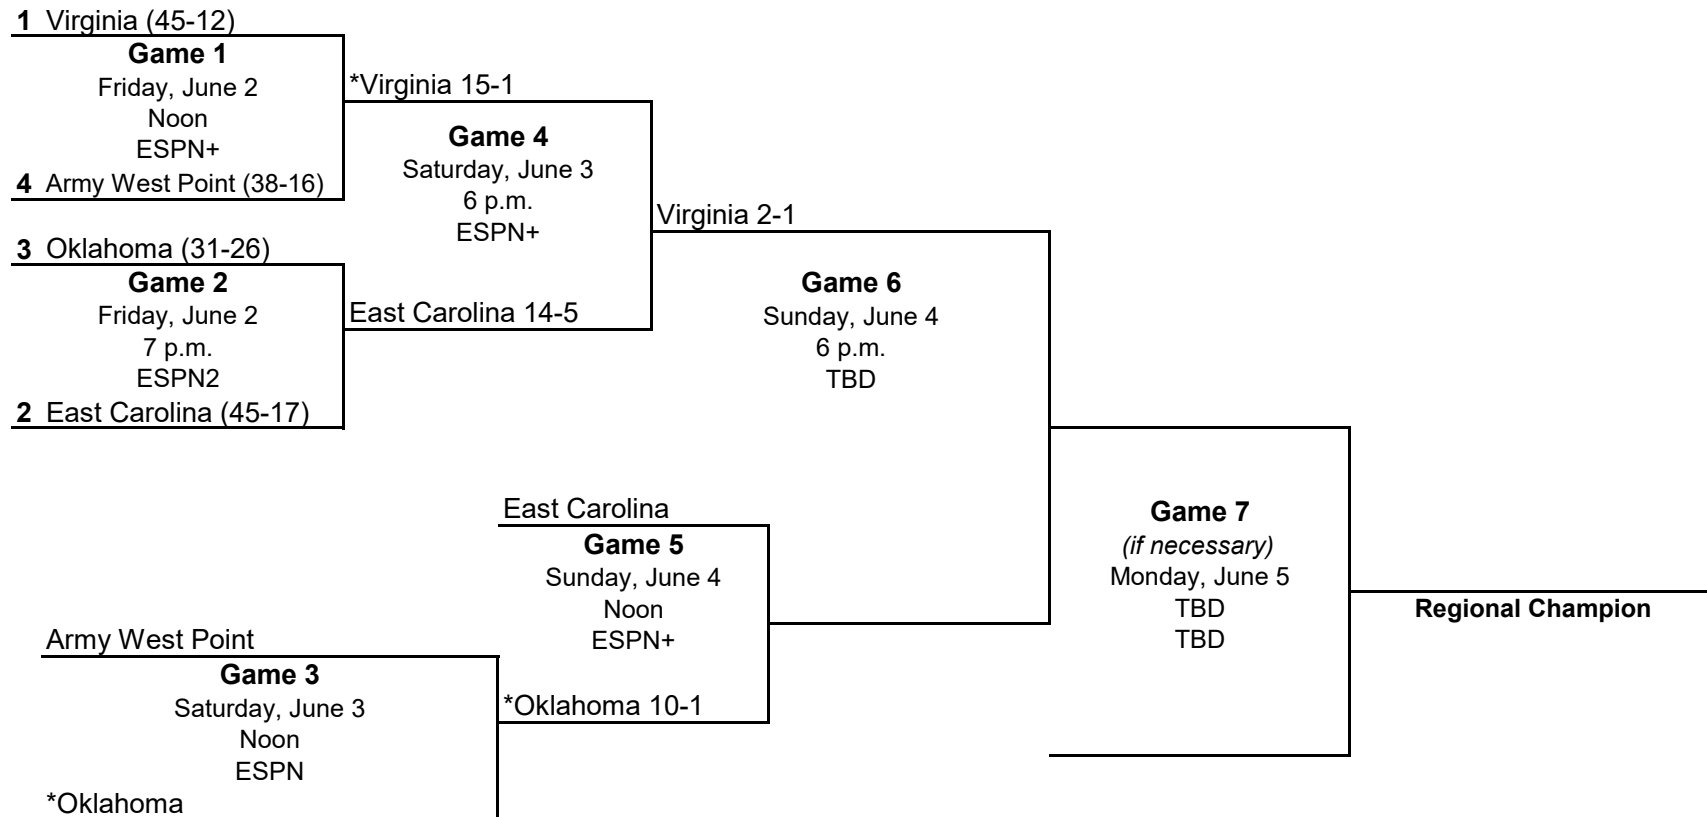 1 Virginia (45-12)
Game 1
Friday, June 2
Noon
ESPN+
4 Army West Point (38-16)
*Virginia 15-1
Game 4
Saturday, June 3
6 p.m.
ESPN+
3 Oklahoma (31-26)
Game 2
Friday, June 2
7 p.m.
ESPN2
2 East Carolina (45-17)
East Carolina 14-5
Virginia 2-1
Game 6
Sunday, June 4
6 p.m.
TBD
East Carolina
Game 5
Sunday, June 4
Noon
ESPN+
*Oklahoma 10-1
Army West Point
Game 3
Saturday, June 3
Noon
ESPN
*Oklahoma
Game 7
(if necessary)
Monday, June 5
TBD
TBD
Regional Champion